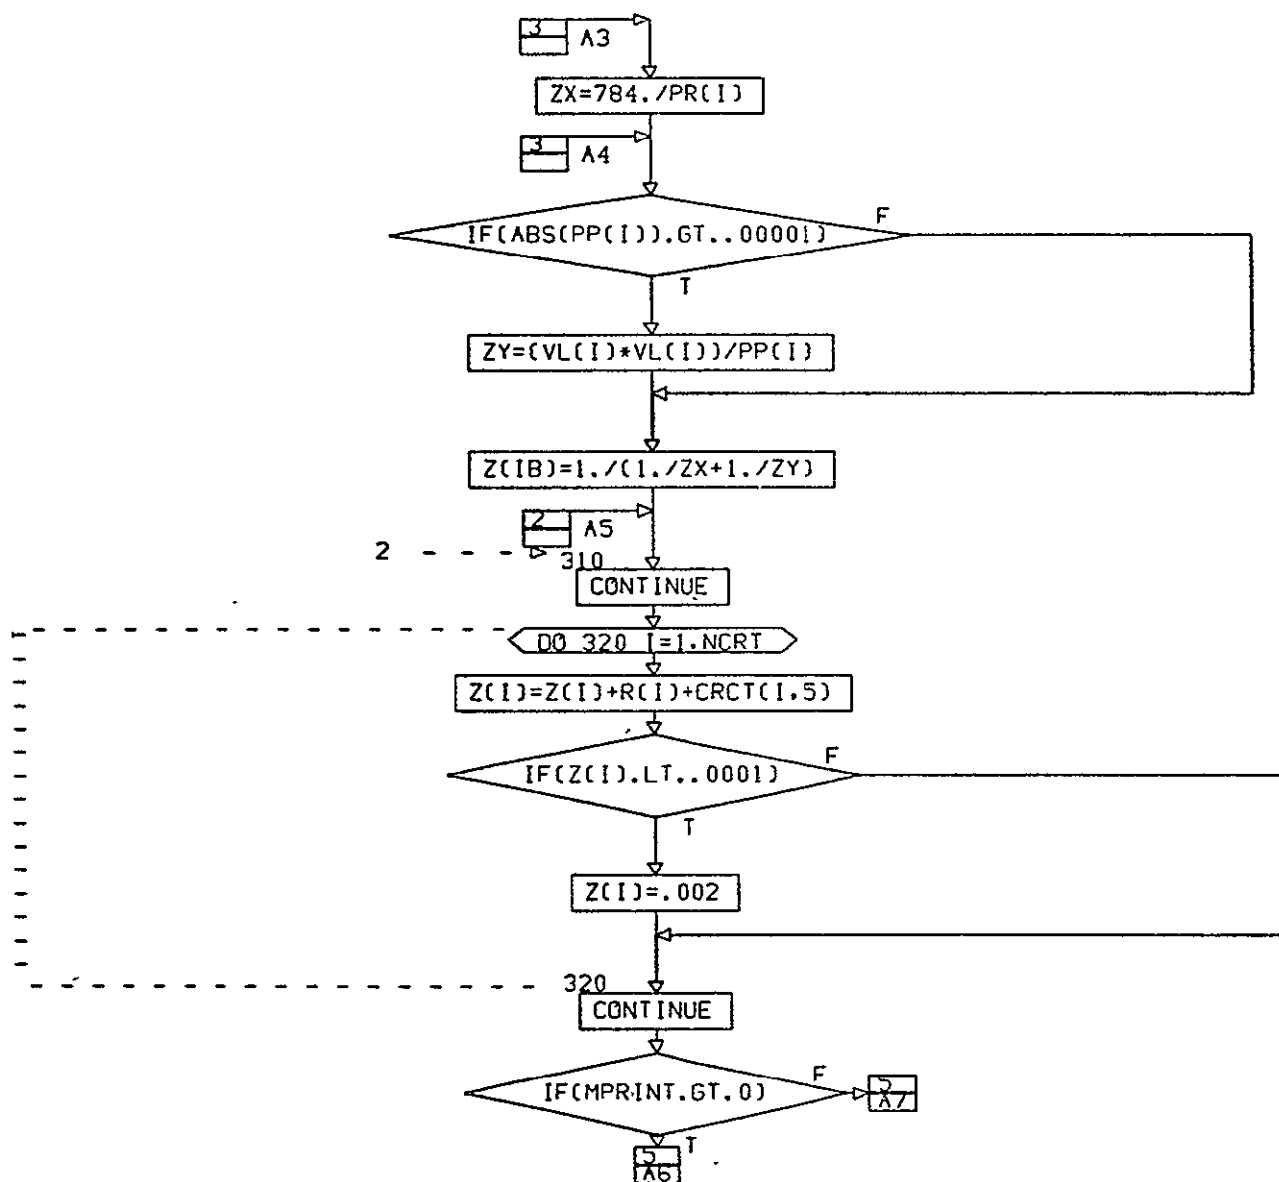 3
A3
ZX=784./PR(I)
3
A4
IF(ABS(PP(I)).GT..00001)
F
T
ZY=(VL(I)*VL(I))/PP(I)
Z(IB)=1./(1./ZX+1./ZY)
2
A5
2
310
CONTINUE
DO 320 I=1.NCRT
Z(I)=Z(I)+R(I)+CRCT(I.5)
IF(Z(I).LT..0001)
F
T
Z(I)=.002
320
CONTINUE
IF(MPRINT.GT.0)
F
5
A7
T
5
A6